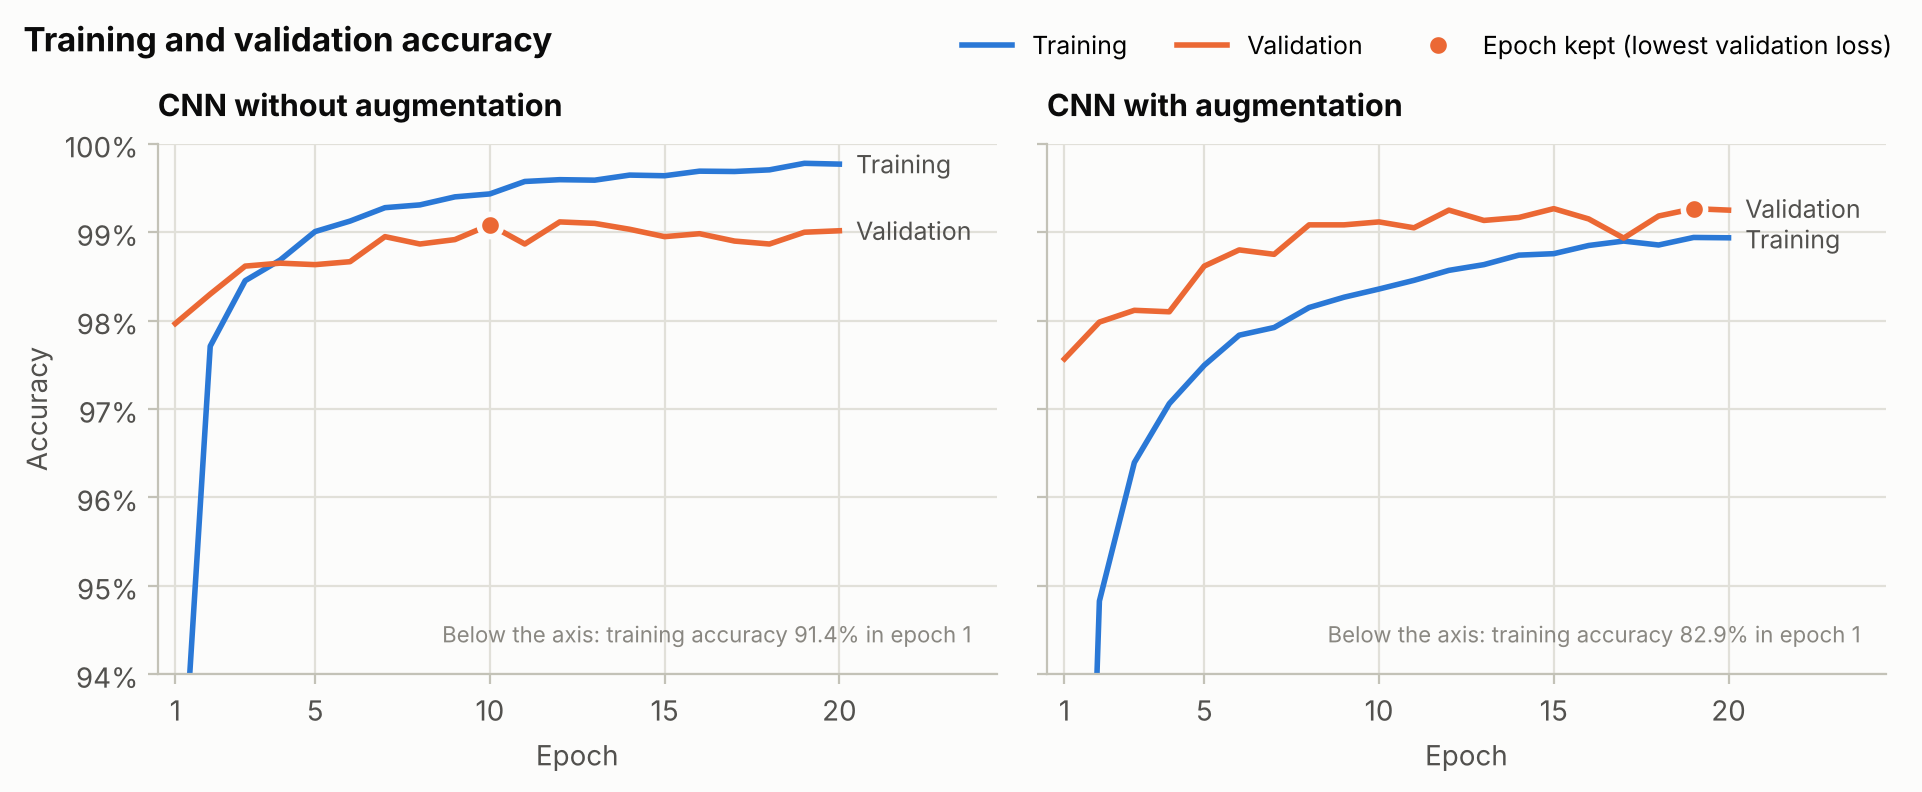 Training and validation accuracy
Training
Validation
Epoch kept (lowest validation loss)
CNN without augmentation
CNN with augmentation
Accuracy
100%
99%
98%
97%
96%
95%
94%
Training
Validation
Below the axis: training accuracy 91.4% in epoch 1
1 5 10 15 20
Epoch
Validation
Training
Below the axis: training accuracy 82.9% in epoch 1
1 5 10 15 20
Epoch